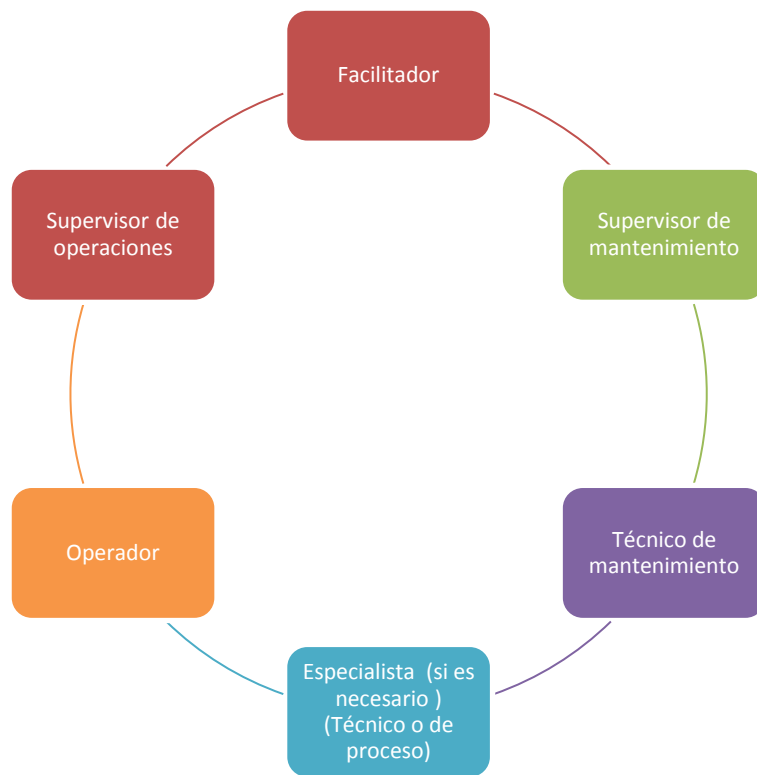 Facilitador
Supervisor de
operaciones
Supervisor de
mantenimiento
Operador
Técnico de
mantenimiento
Especialista (si es
necesario )
(Técnico o de
proceso)